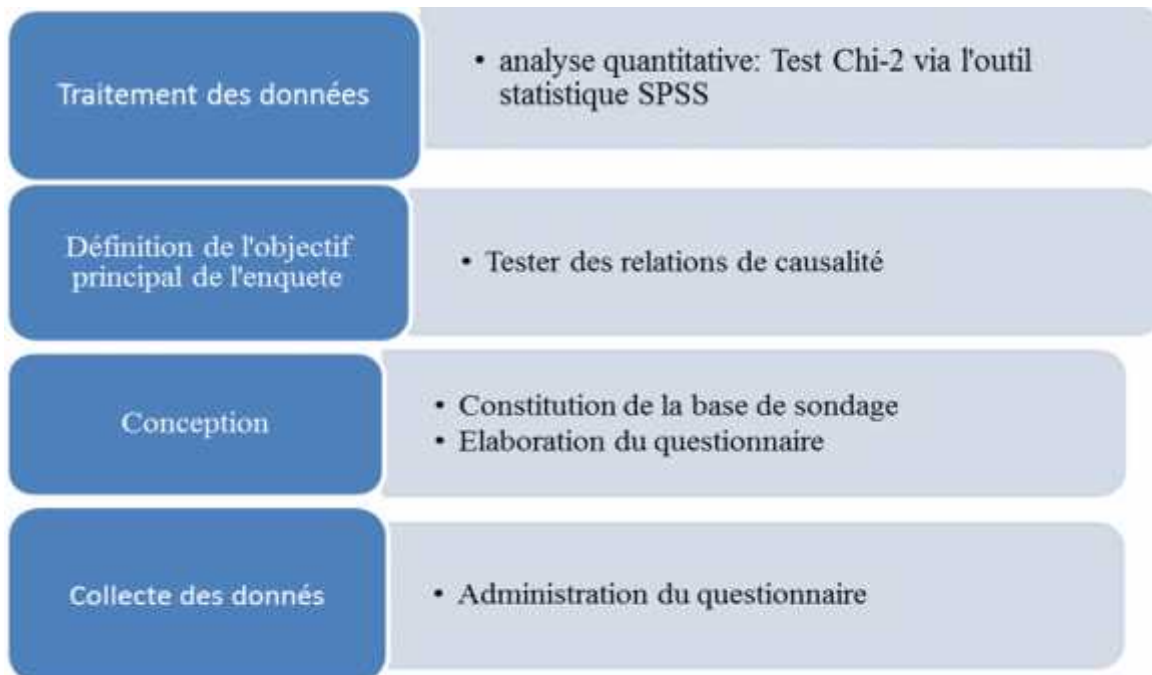 Traitement des données
• analyse quantitative: Test Chi-2 via l'outil
statistique SPSS
Définition de l'objectif
principal de l'enquete
• Tester des relations de causalité
Conception
• Constitution de la base de sondage
• Elaboration du questionnaire
Collecte des donnés
• Administration du questionnaire